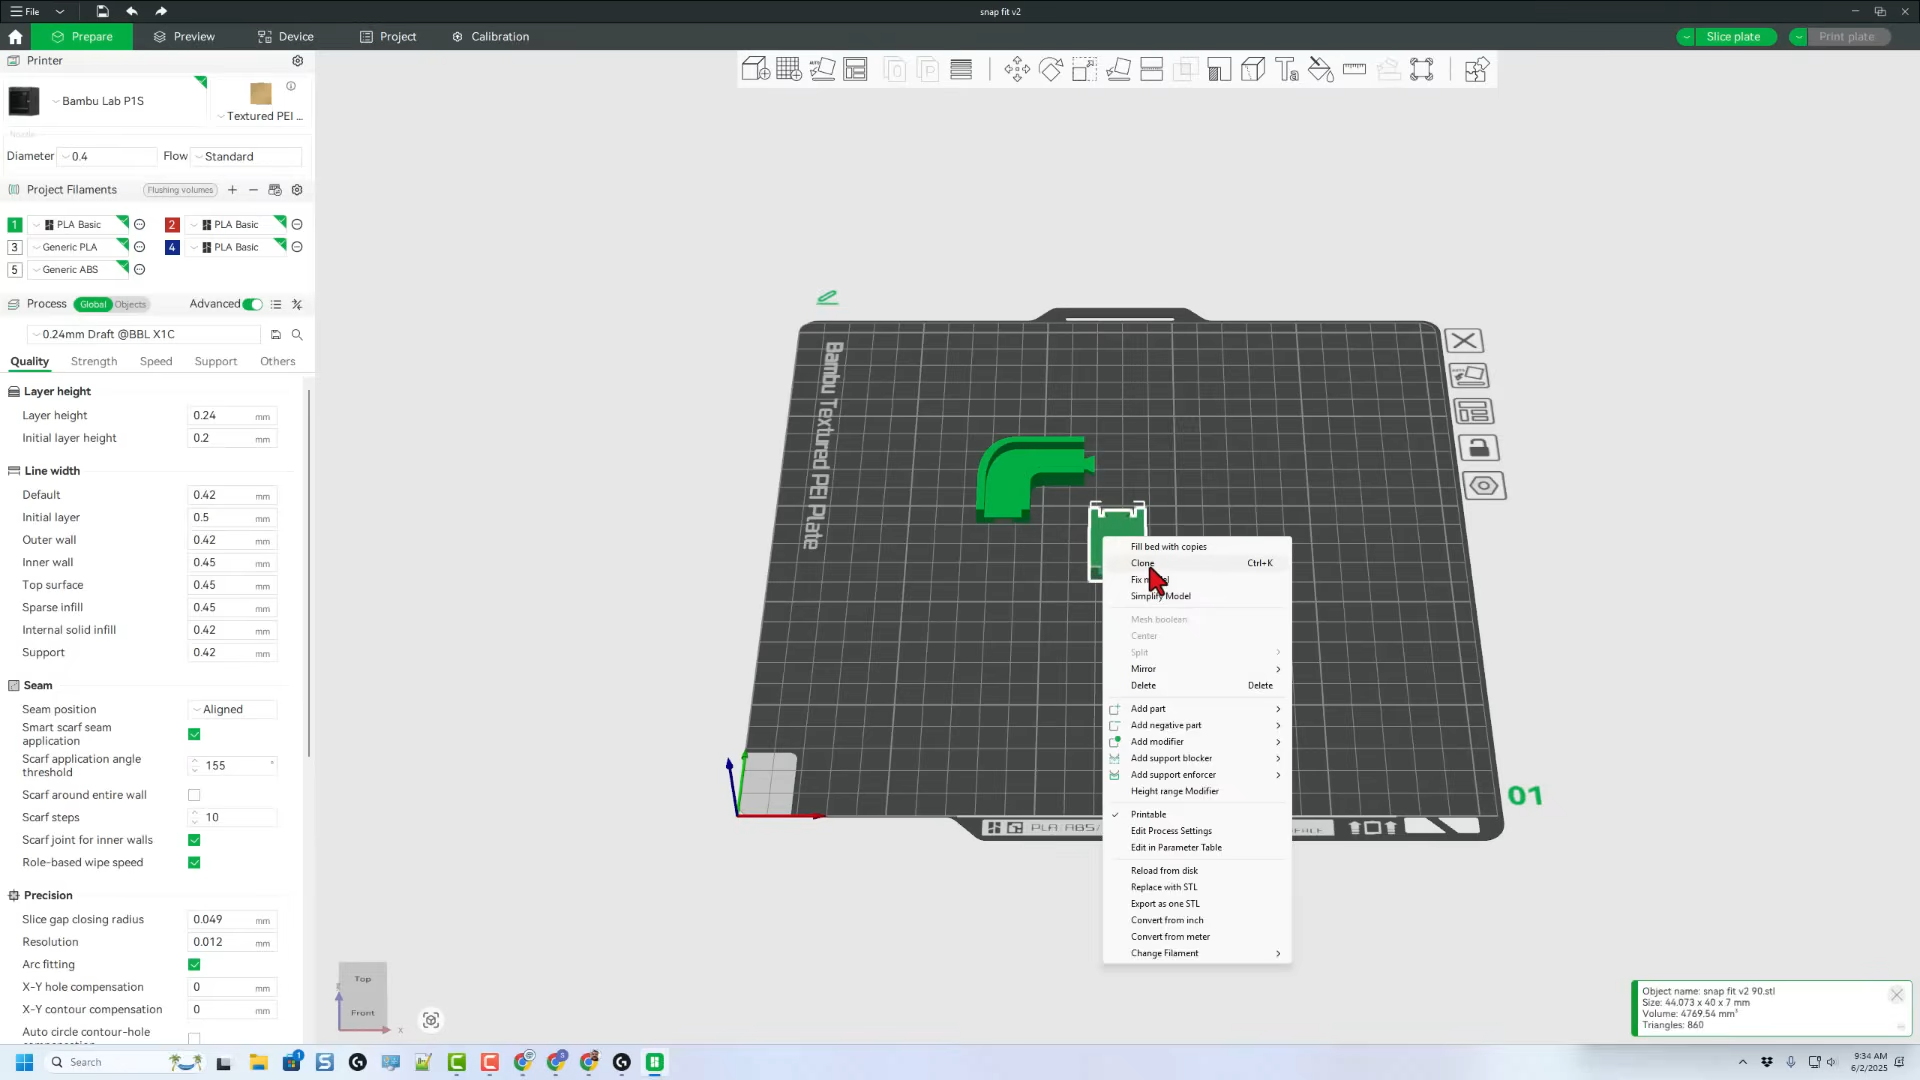 File
snap fit v2
Prepare
Preview
Device
Project
Calibration
Slice plate
Print plate
Printer
Bambu Lab P1S
Textured PEI ...
Nozzle
Diameter 0.4 Flow Standard
Project Filaments Flushing volumes
1 PLA Basic 2 PLA Basic
3 Generic PLA 4 PLA Basic
5 Generic ABS
Process Global Objects Advanced
0.24mm Draft @BBL X1C
Quality Strength Speed Support Others
Layer height
Layer height 0.24 mm
Initial layer height 0.2 mm
Line width
Default 0.42 mm
Initial layer 0.5 mm
Outer wall 0.42 mm
Inner wall 0.45 mm
Top surface 0.45 mm
Sparse infill 0.45 mm
Internal solid infill 0.42 mm
Support 0.42 mm
Seam
Seam position Aligned
Smart scarf seam
application
Scarf application angle
threshold 155 °
Scarf around entire wall
Scarf steps 10
Scarf joint for inner walls
Role-based wipe speed
Precision
Slice gap closing radius 0.049 mm
Resolution 0.012 mm
Arc fitting
X-Y hole compensation 0 mm
X-Y contour compensation 0 mm
Auto circle contour-hole
Bambu Textured PEI Plate
Fill bed with copies
Clone Ctrl+K
Simplify Model
Mesh boolean
Center
Split
Mirror
Delete Delete
Add part
Add negative part
Add modifier
Add support blocker
Add support enforcer
Height range Modifier
Printable
Edit Process Settings
Edit in Parameter Table
Reload from disk
Replace with STL
Export as one STL
Convert from inch
Convert from meter
Change Filament
PLA/ABS/
01
Top
Front
x
Object name: snap fit v2 90.stl
Size: 44.073 x 40 x 7 mm
Volume: 4769.54 mm³
Triangles: 860
Search
9:34 AM
6/2/2025